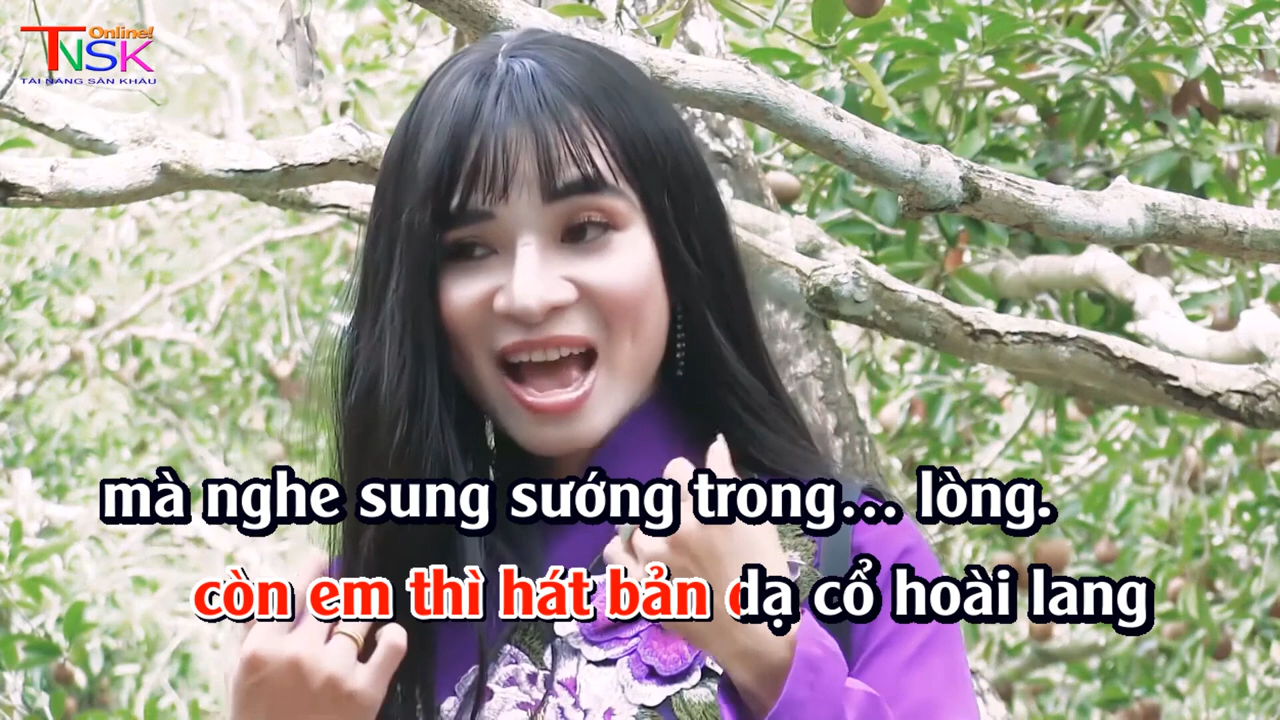 Online!
TNSK
TÀI NĂNG SÂN KHẤU
mà nghe sung sướng trong... lòng.
còn em thì hát bản dạ cổ hoài lang